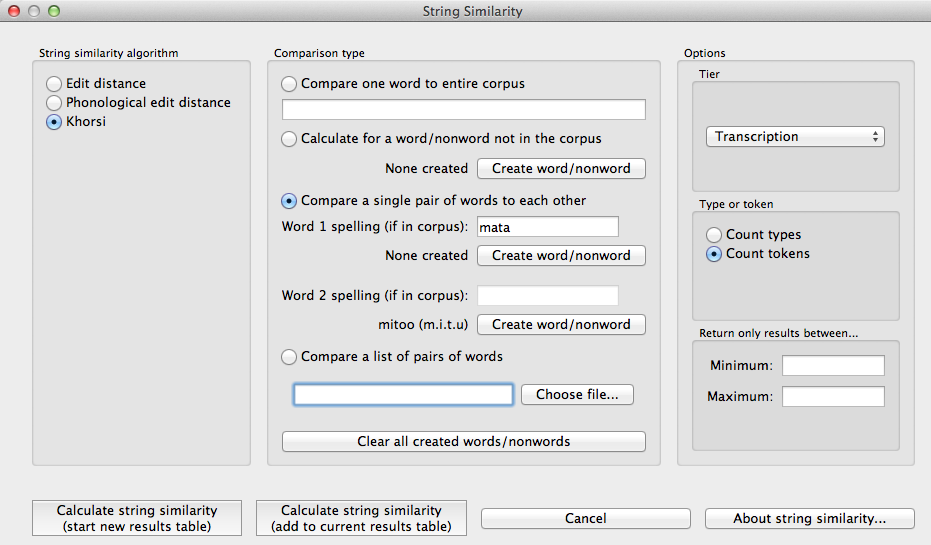 String Similarity
String similarity algorithm
Edit distance
Phonological edit distance
Khorsi
Comparison type
Compare one word to entire corpus
Calculate for a word/nonword not in the corpus
None created Create word/nonword
Compare a single pair of words to each other
Word 1 spelling (if in corpus): mata
None created Create word/nonword
Word 2 spelling (if in corpus):
mitoo (m.i.t.u) Create word/nonword
Compare a list of pairs of words
Choose file...
Clear all created words/nonwords
Options
Tier
Transcription
Type or token
Count types
Count tokens
Return only results between...
Minimum:
Maximum:
Calculate string similarity
(start new results table)
Calculate string similarity
(add to current results table)
Cancel
About string similarity...